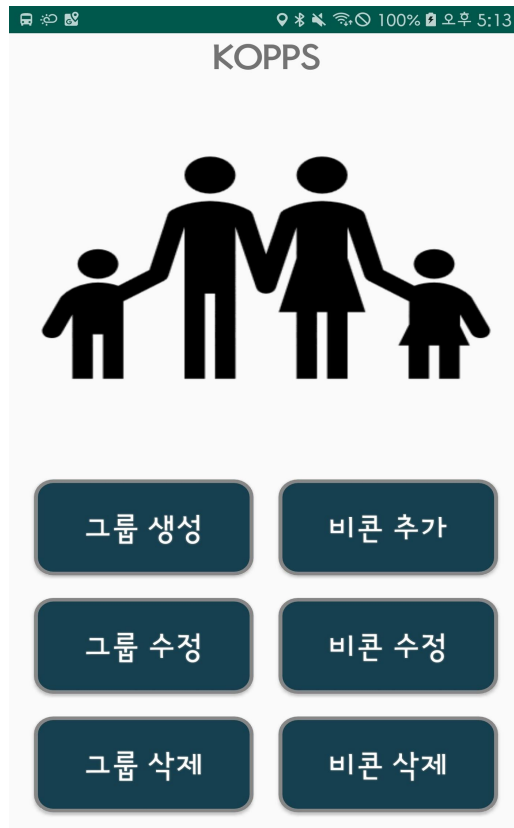 100% 오후 5:13
KOPPS
그룹 생성 비콘 추가
그룹 수정 비콘 수정
그룹 삭제 비콘 삭제